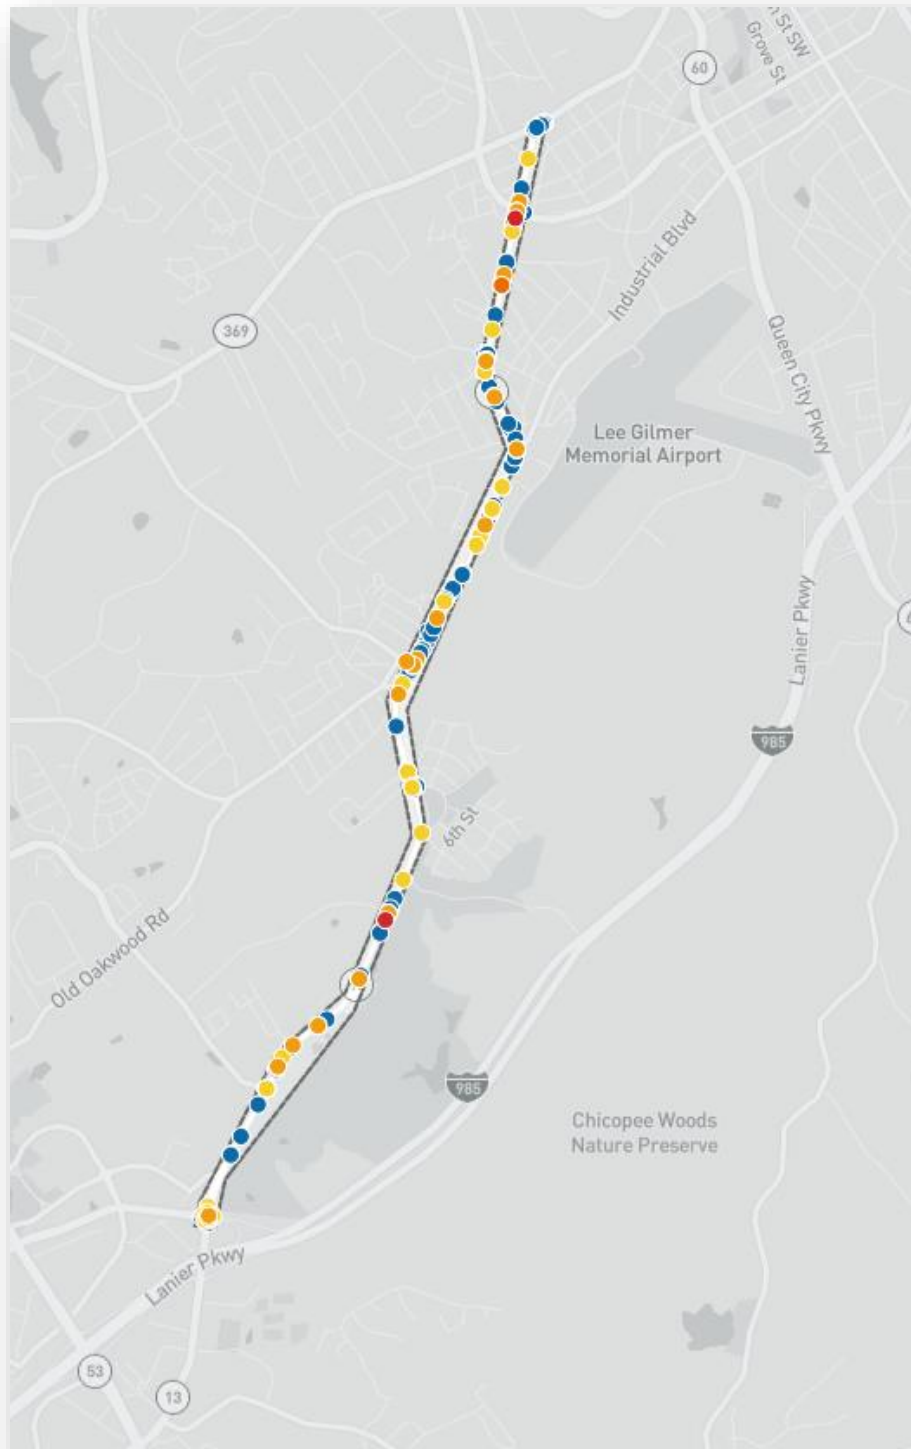 n St SW
Grove St
60
Industrial Blvd
369
Queen City Pkwy
Lee Gilmer
Memorial Airport
Lanier Pkwy
985
6th St
Old Oakwood Rd
985
Chicopee Woods
Nature Preserve
Lanier Pkwy
53
13